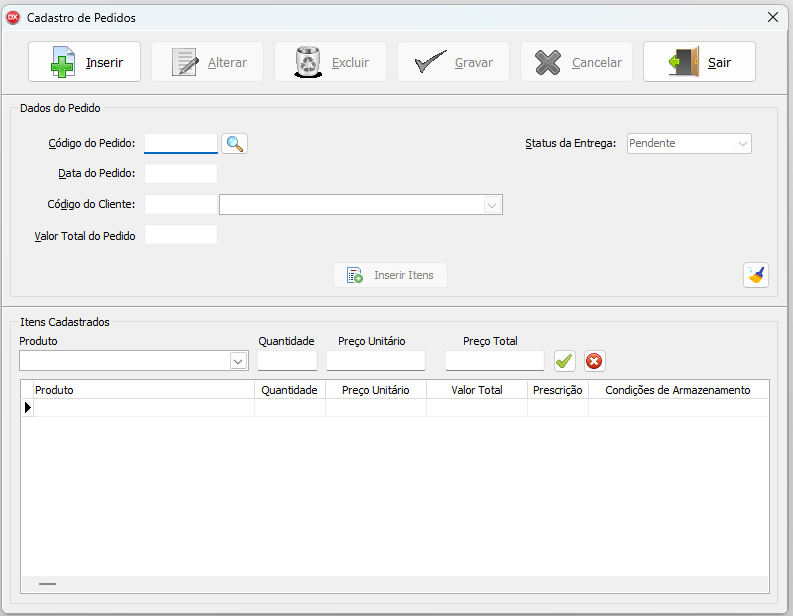 DX Cadastro de Pedidos
Inserir Alterar Excluir Gravar Cancelar Sair
Dados do Pedido
Código do Pedido: Status da Entrega: Pendente
Data do Pedido:
Código do Cliente:
Valor Total do Pedido
Inserir Itens
Itens Cadastrados
Produto Quantidade Preço Unitário Preço Total
Produto Quantidade Preço Unitário Valor Total Prescrição Condições de Armazenamento